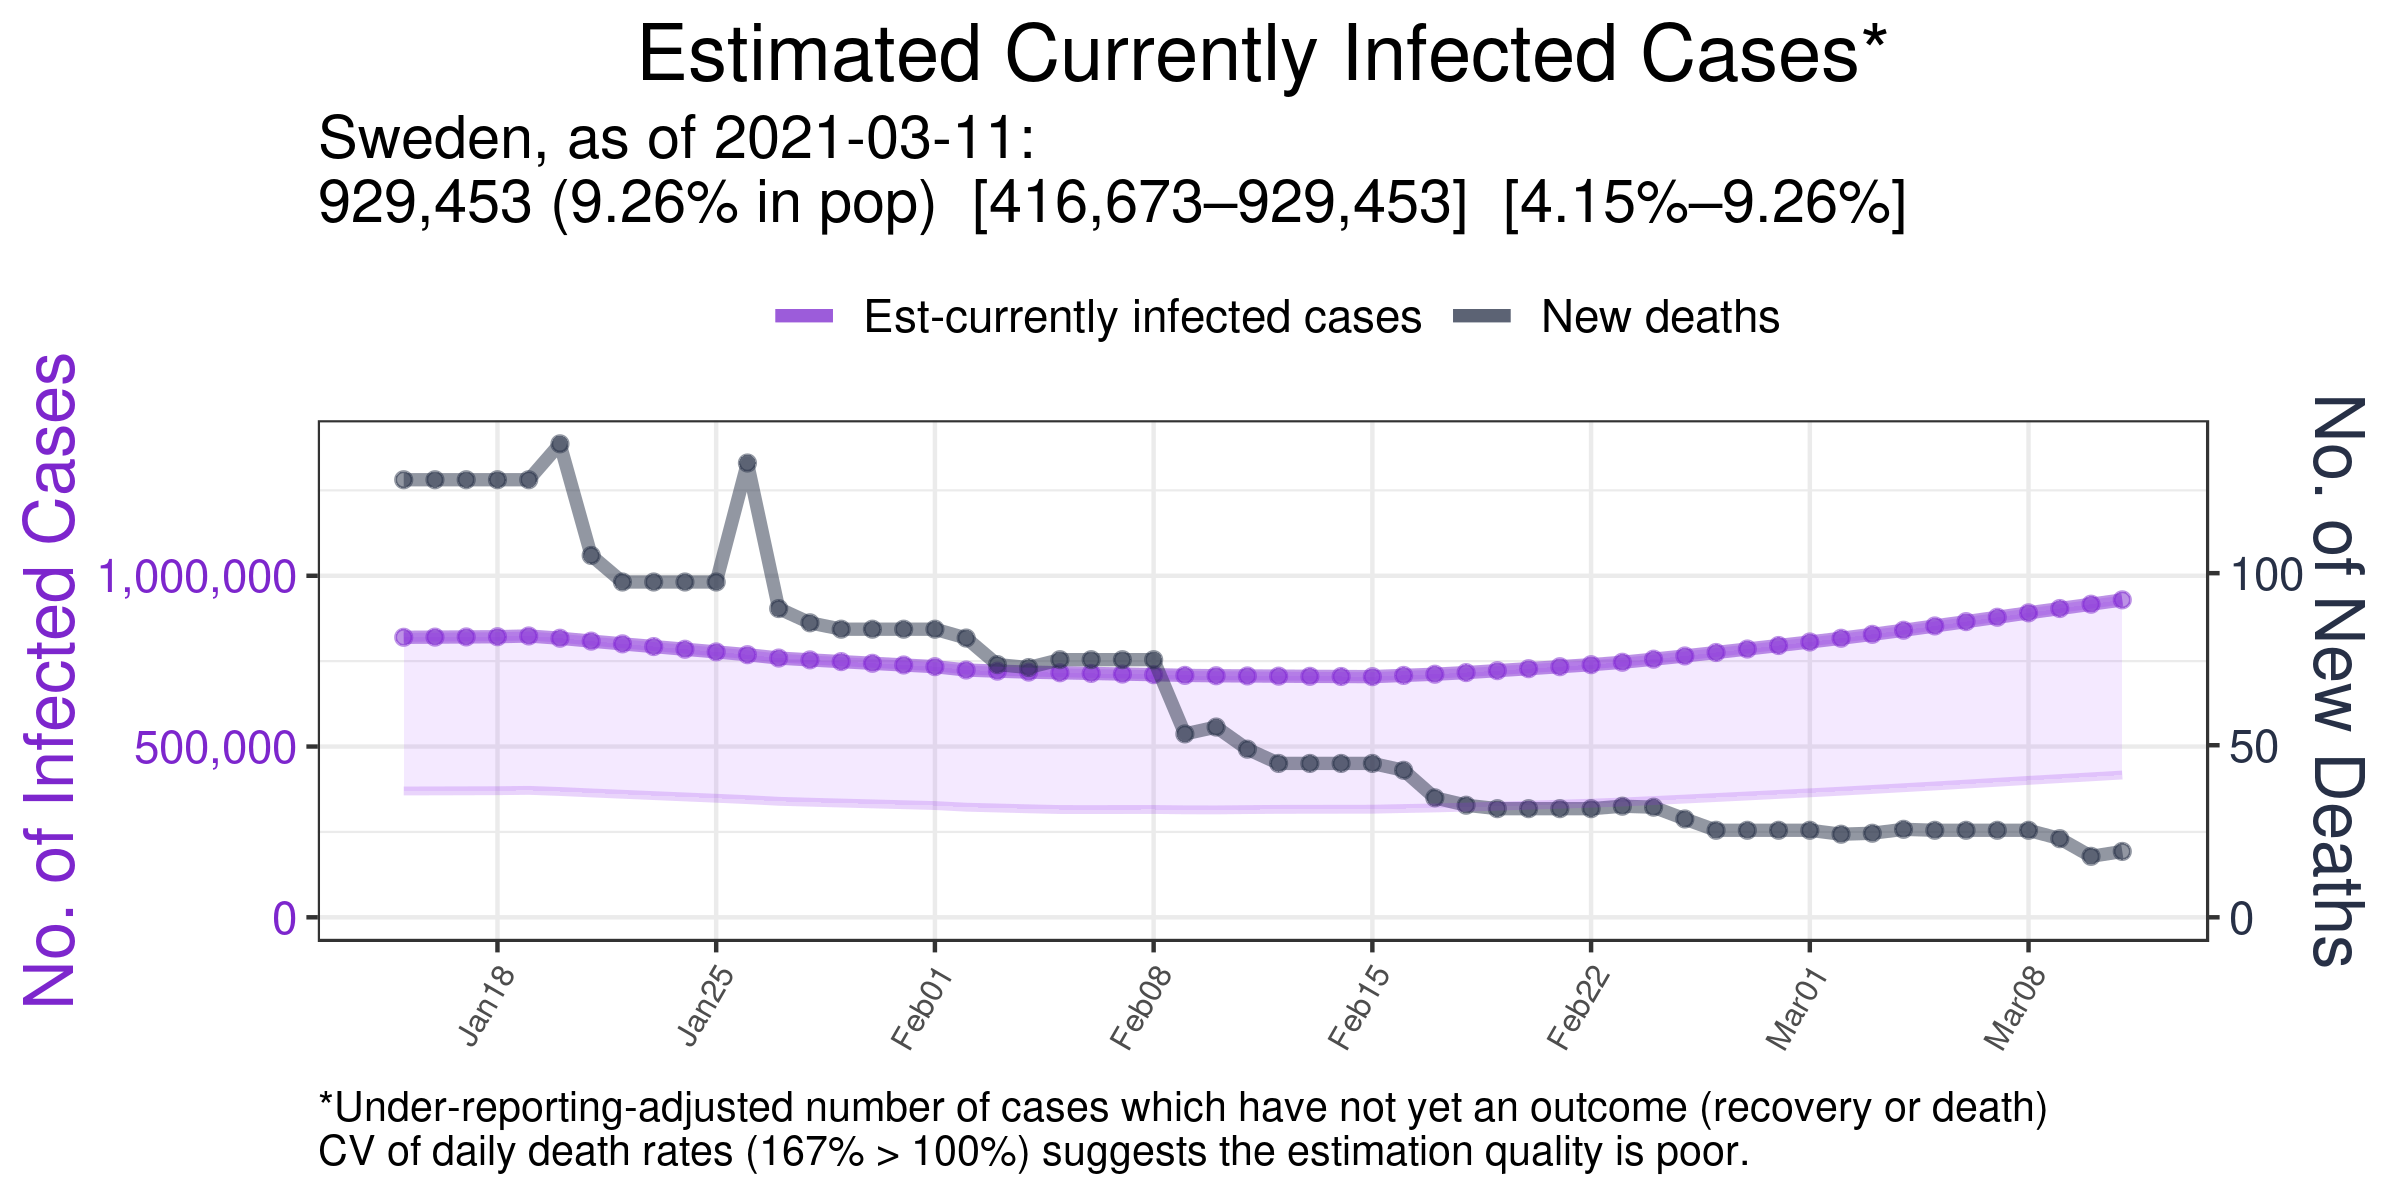 Estimated Currently Infected Cases*
Sweden, as of 2021-03-11:
929,453 (9.26% in pop) [416,673–929,453] [4.15%–9.26%]
Est-currently infected cases
New deaths
No. of Infected Cases
1,000,000
500,000
0
100
50
0
No. of New Deaths
Jan18
Jan25
Feb01
Feb08
Feb15
Feb22
Mar01
Mar08
*Under-reporting-adjusted number of cases which have not yet an outcome (recovery or death)
CV of daily death rates (167% > 100%) suggests the estimation quality is poor.